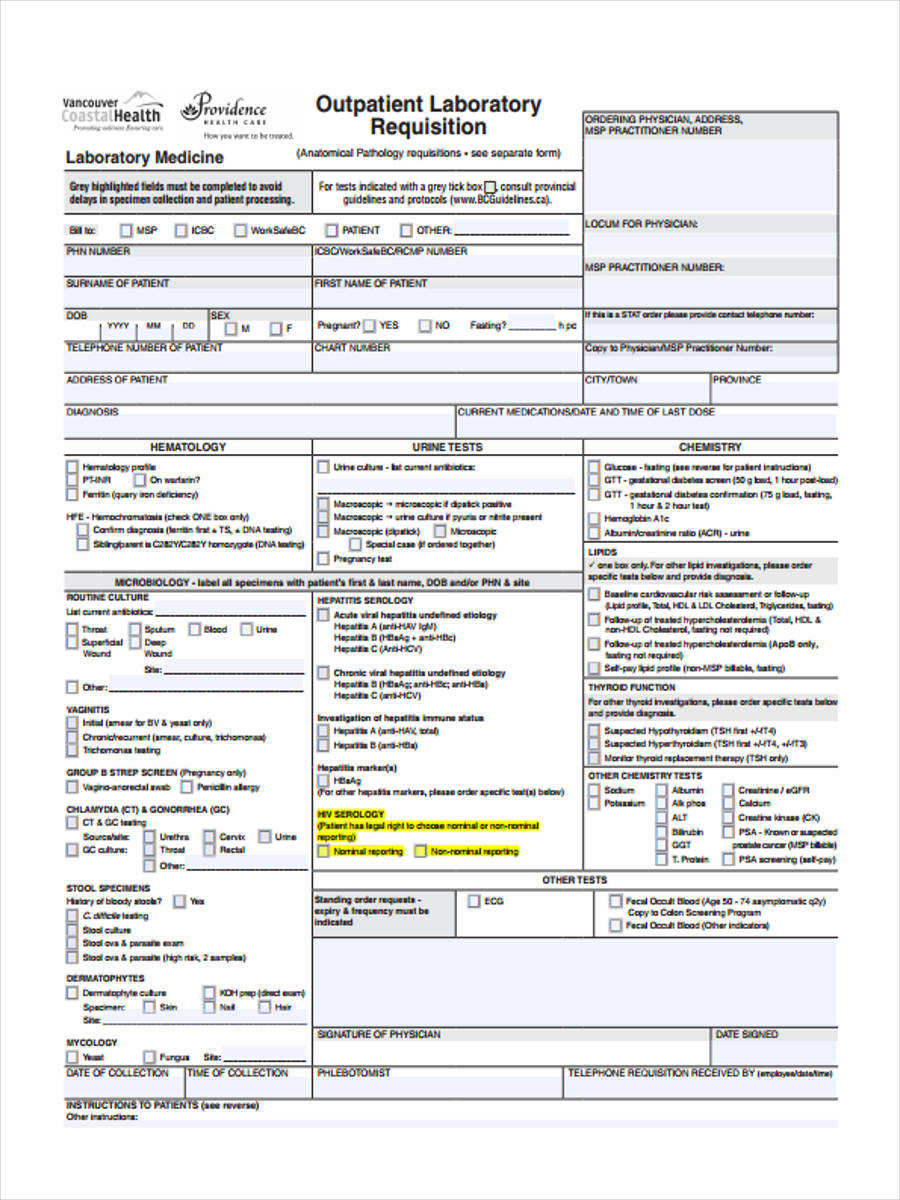 Vancouver
CoastalHealth
Promoting wellness. Ensuring care.
Providence
HEALTH CARE
How you want to be treated.
Outpatient Laboratory
Requisition
Laboratory Medicine
(Anatomical Pathology requisitions • see separate form)
ORDERING PHYSICIAN, ADDRESS,
MSP PRACTITIONER NUMBER
Grey highlighted fields must be completed to avoid
delays in specimen collection and patient processing.
For tests indicated with a grey tick box , consult provincial
guidelines and protocols (www.BCGuidelines.ca).
LOCUM FOR PHYSICIAN:
Bill to: MSP ICBC WorkSafeBC PATIENT OTHER:
PHN NUMBER
ICBC/WorkSafeBC/RCMP NUMBER
MSP PRACTITIONER NUMBER:
SURNAME OF PATIENT
FIRST NAME OF PATIENT
DOB
YYYY MM DD
SEX
M F
Pregnant? YES NO Fasting? h pc
If this is a STAT order please provide contact telephone number:
TELEPHONE NUMBER OF PATIENT
CHART NUMBER
Copy to Physician/MSP Practitioner Number:
ADDRESS OF PATIENT
CITY/TOWN
PROVINCE
DIAGNOSIS
CURRENT MEDICATIONS/DATE AND TIME OF LAST DOSE
HEMATOLOGY
Hematology profile
PT-INR On warfarin?
Ferritin (query iron deficiency)
HFE - Hemochromatosis (check ONE box only)
Confirm diagnosis (ferritin first ± TS, ± DNA testing)
Sibling/parent is C282Y/C282Y homozygote (DNA testing)
URINE TESTS
Urine culture - list current antibiotics:
Macroscopic → microscopic if dipstick positive
Macroscopic → urine culture if pyuria or nitrite present
Macroscopic (dipstick) Microscopic
Special case (if ordered together)
Pregnancy test
CHEMISTRY
Glucose - fasting (see reverse for patient instructions)
GTT - gestational diabetes screen (50 g load, 1 hour post-load)
GTT - gestational diabetes confirmation (75 g load, fasting,
1 hour & 2 hour test)
Hemoglobin A1c
Albumin/creatinine ratio (ACR) - urine
LIPIDS
✓ one box only. For other lipid investigations, please order
specific tests below and provide diagnosis.
Baseline cardiovascular risk assessment or follow-up
(Lipid profile, Total, HDL & LDL Cholesterol, Triglycerides, fasting)
Follow-up of treated hypercholesterolemia (Total, HDL &
non-HDL Cholesterol, fasting not required)
Follow-up of treated hypercholesterolemia (ApoB only,
fasting not required)
Self-pay lipid profile (non-MSP billable, fasting)
THYROID FUNCTION
For other thyroid investigations, please order specific tests below
and provide diagnosis.
Suspected Hypothyroidism (TSH first +/-fT4)
Suspected Hyperthyroidism (TSH first +/-fT4, +/-fT3)
Monitor thyroid replacement therapy (TSH only)
OTHER CHEMISTRY TESTS
Sodium Albumin Creatinine / eGFR
Potassium Alk phos Calcium
ALT Creatine kinase (CK)
Bilirubin PSA - Known or suspected
GGT prostate cancer (MSP billable)
T. Protein PSA screening (self-pay)
MICROBIOLOGY - label all specimens with patient's first & last name, DOB and/or PHN & site
ROUTINE CULTURE
List current antibiotics:
Throat Sputum Blood Urine
Superficial Deep
Wound Wound
Site:
Other:
VAGINITIS
Initial (smear for BV & yeast only)
Chronic/recurrent (smear, culture, trichomonas)
Trichomonas testing
GROUP B STREP SCREEN (Pregnancy only)
Vagino-anorectal swab Penicillin allergy
CHLAMYDIA (CT) & GONORRHEA (GC)
CT & GC testing
Source/site: Urethra Cervix Urine
GC culture: Throat Rectal
Other:
STOOL SPECIMENS
History of bloody stools? Yes
C. difficile testing
Stool culture
Stool ova & parasite exam
Stool ova & parasite (high risk, 2 samples)
DERMATOPHYTES
Dermatophyte culture KOH prep (direct exam)
Specimen: Skin Nail Hair
Site:
MYCOLOGY
Yeast Fungus Site:
HEPATITIS SEROLOGY
Acute viral hepatitis undefined etiology
Hepatitis A (anti-HAV IgM)
Hepatitis B (HBsAg + anti-HBc)
Hepatitis C (Anti-HCV)
Chronic viral hepatitis undefined etiology
Hepatitis B (HBsAg; anti-HBc; anti-HBs)
Hepatitis C (anti-HCV)
Investigation of hepatitis immune status
Hepatitis A (anti-HAV, total)
Hepatitis B (anti-HBs)
Hepatitis marker(s)
HBsAg
(For other hepatitis markers, please order specific test(s) below)
HIV SEROLOGY
(Patient has legal right to choose nominal or non-nominal
reporting)
Nominal reporting Non-nominal reporting
OTHER TESTS
Standing order requests -
expiry & frequency must be
indicated
ECG
Fecal Occult Blood (Age 50 - 74 asymptomatic q2y)
Copy to Colon Screening Program
Fecal Occult Blood (Other indicators)
SIGNATURE OF PHYSICIAN
DATE SIGNED
DATE OF COLLECTION
TIME OF COLLECTION
PHLEBOTOMIST
TELEPHONE REQUISITION RECEIVED BY (employee/date/time)
INSTRUCTIONS TO PATIENTS (see reverse)
Other instructions: